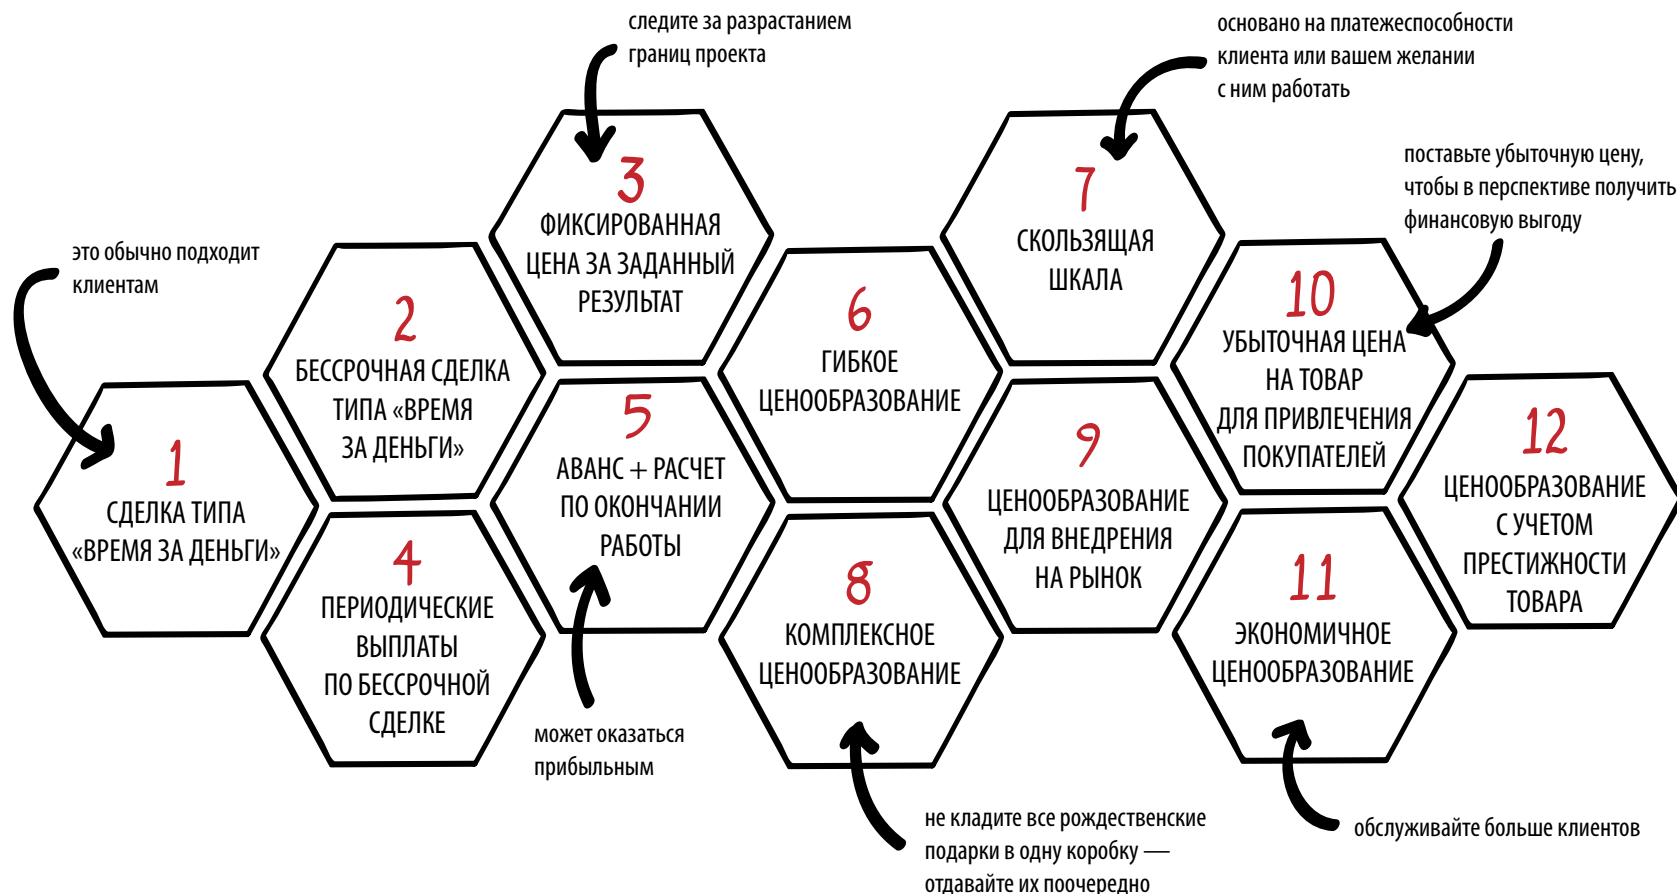 следите за разрастанием
границ проекта
основано на платежеспособности
клиента или вашем желании
с ним работать
поставьте убыточную цену,
чтобы в перспективе получить
финансовую выгоду
это обычно подходит
клиентам
1
СДЕЛКА ТИПА
«ВРЕМЯ ЗА ДЕНЬГИ»
2
БЕССРОЧНАЯ СДЕЛКА
ТИПА «ВРЕМЯ
ЗА ДЕНЬГИ»
3
ФИКСИРОВАННАЯ
ЦЕНА ЗА ЗАДАННЫЙ
РЕЗУЛЬТАТ
4
ПЕРИОДИЧЕСКИЕ
ВЫПЛАТЫ
ПО БЕССРОЧНОЙ
СДЕЛКЕ
5
АВАНС + РАСЧЕТ
ПО ОКОНЧАНИИ
РАБОТЫ
6
ГИБКОЕ
ЦЕНООБРАЗОВАНИЕ
7
СКОЛЬЗЯЩАЯ
ШКАЛА
8
КОМПЛЕКСНОЕ
ЦЕНООБРАЗОВАНИЕ
9
ЦЕНООБРАЗОВАНИЕ
ДЛЯ ВНЕДРЕНИЯ
НА РЫНОК
10
УБЫТОЧНАЯ ЦЕНА
НА ТОВАР
ДЛЯ ПРИВЛЕЧЕНИЯ
ПОКУПАТЕЛЕЙ
11
ЭКОНОМИЧНОЕ
ЦЕНООБРАЗОВАНИЕ
12
ЦЕНООБРАЗОВАНИЕ
С УЧЕТОМ
ПРЕСТИЖНОСТИ
ТОВАРА
может оказаться
прибыльным
не кладите все рождественские
подарки в одну коробку —
отдавайте их поочередно
обслуживайте больше клиентов